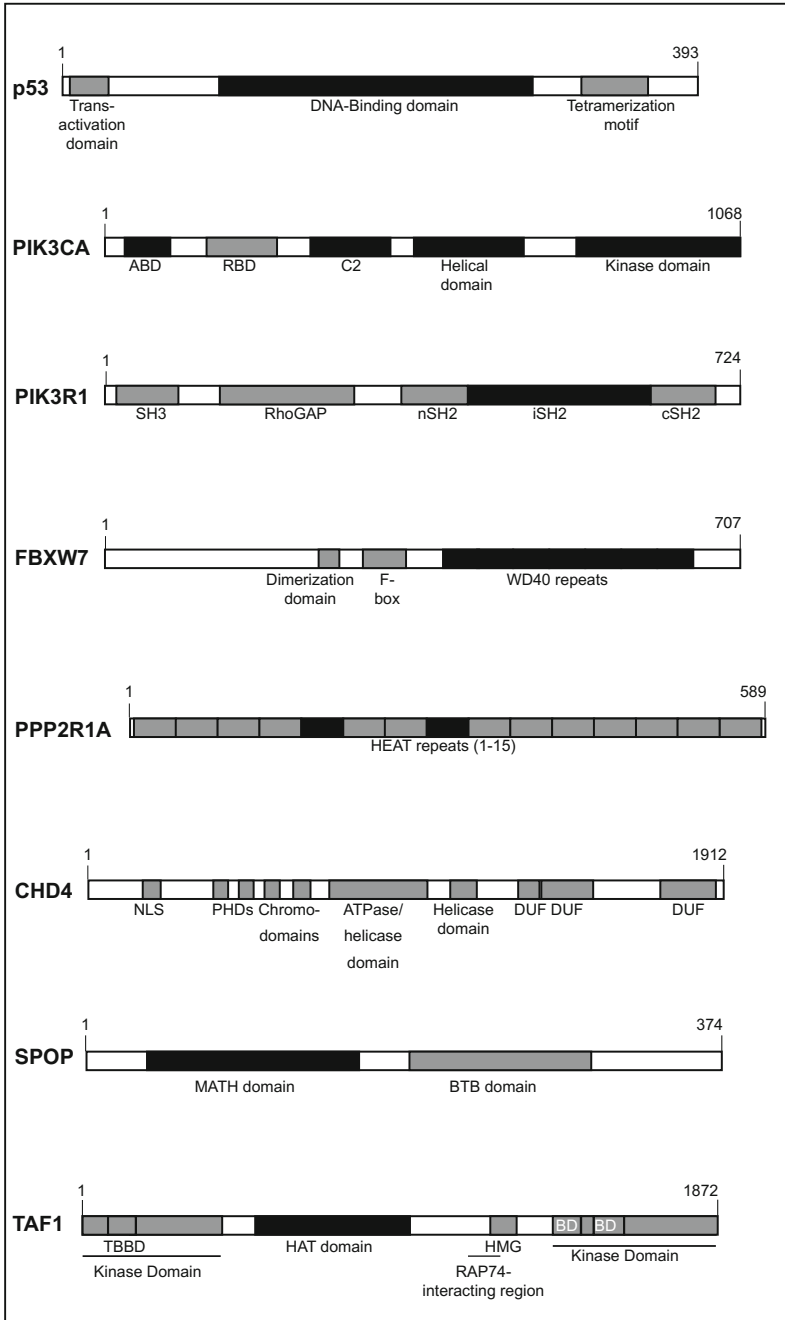 1 393
p53
Trans- DNA-Binding domain Tetramerization
activation motif
domain
1 1068
PIK3CA
ABD RBD C2 Helical Kinase domain
domain
1 724
PIK3R1
SH3 RhoGAP nSH2 iSH2 cSH2
1 707
FBXW7
Dimerization F- WD40 repeats
domain box
1 589
PPP2R1A
HEAT repeats (1-15)
1 1912
CHD4
NLS PHDs Chromo- ATPase/ Helicase DUF DUF DUF
domains helicase domain
domain
1 374
SPOP
MATH domain BTB domain
1 1872
TAF1 BD BD
TBBD HAT domain HMG
Kinase Domain RAP74- Kinase Domain
interacting region